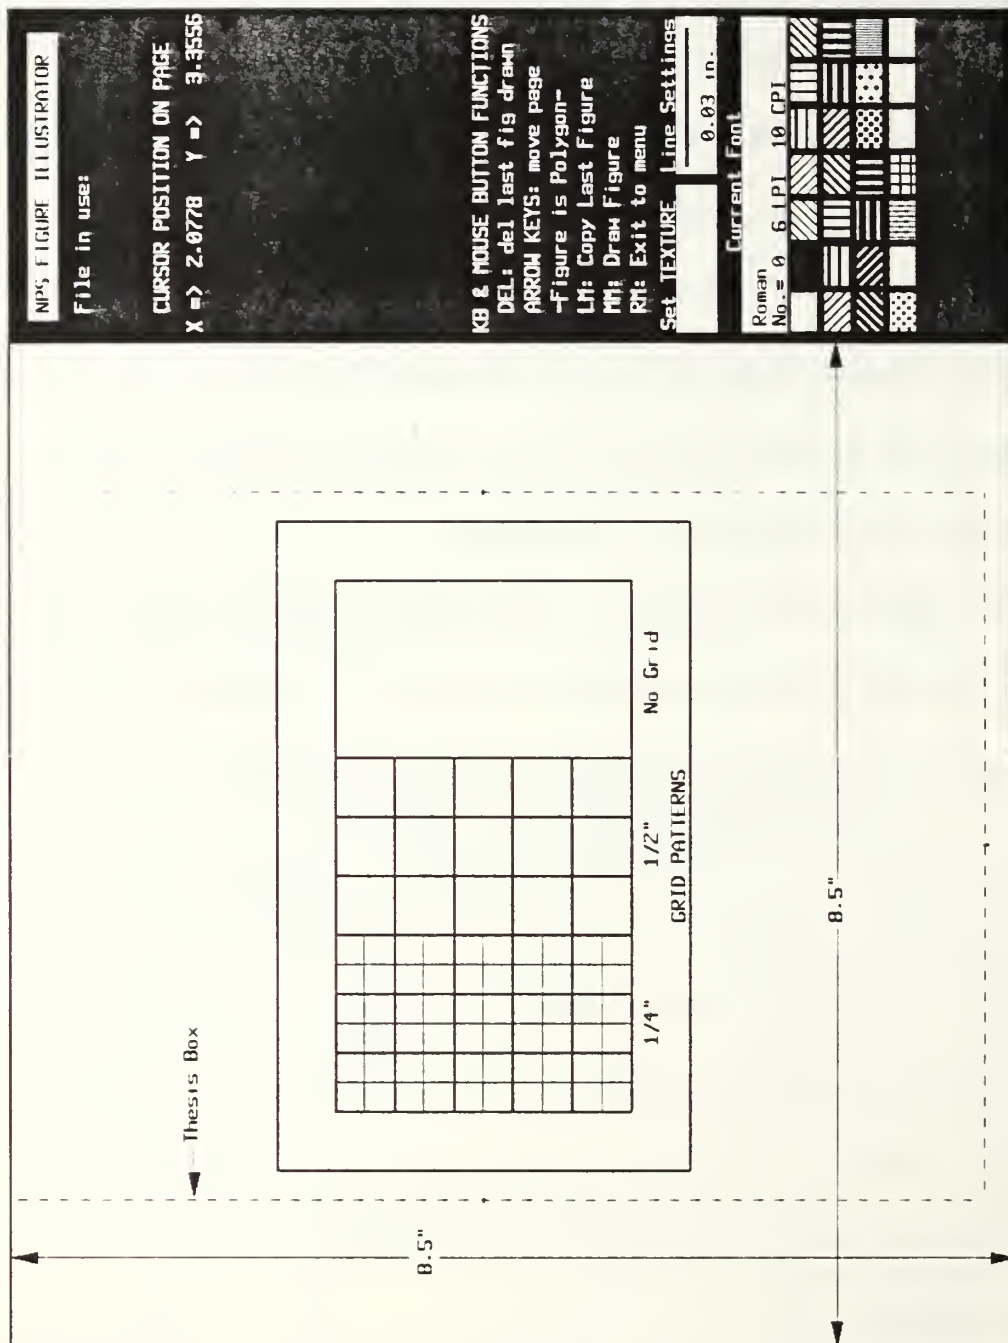 NPS FIGURE ILLUSTRATOR
File in use:
CURSOR POSITION ON PAGE
X => 2.0778 Y => 3.3556
KB & MOUSE BUTTON FUNCTIONS
DEL: del last fig drawn
ARROW KEYS: move page
-Figure is Polygon-
LM: Copy Last Figure
MM: Draw Figure
RM: Exit to menu
Set TEXTURE Line Settings
0.03 in.
Current Font
Roman
No.= 0 6 LPI 10 CPI
Thesis Box
8.5"
1/4" 1/2" No Grid
GRID PATTERNS
8.5"